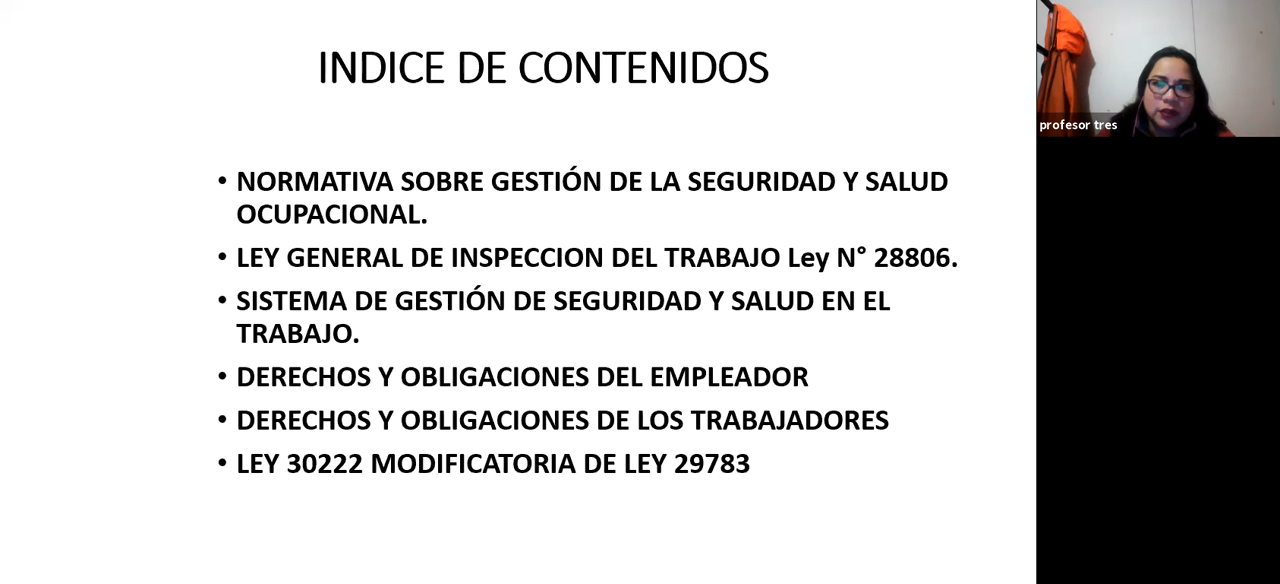 INDICE DE CONTENIDOS
• NORMATIVA SOBRE GESTIÓN DE LA SEGURIDAD Y SALUD
OCUPACIONAL.
• LEY GENERAL DE INSPECCION DEL TRABAJO Ley N° 28806.
• SISTEMA DE GESTIÓN DE SEGURIDAD Y SALUD EN EL
TRABAJO.
• DERECHOS Y OBLIGACIONES DEL EMPLEADOR
• DERECHOS Y OBLIGACIONES DE LOS TRABAJADORES
• LEY 30222 MODIFICATORIA DE LEY 29783
profesor tres